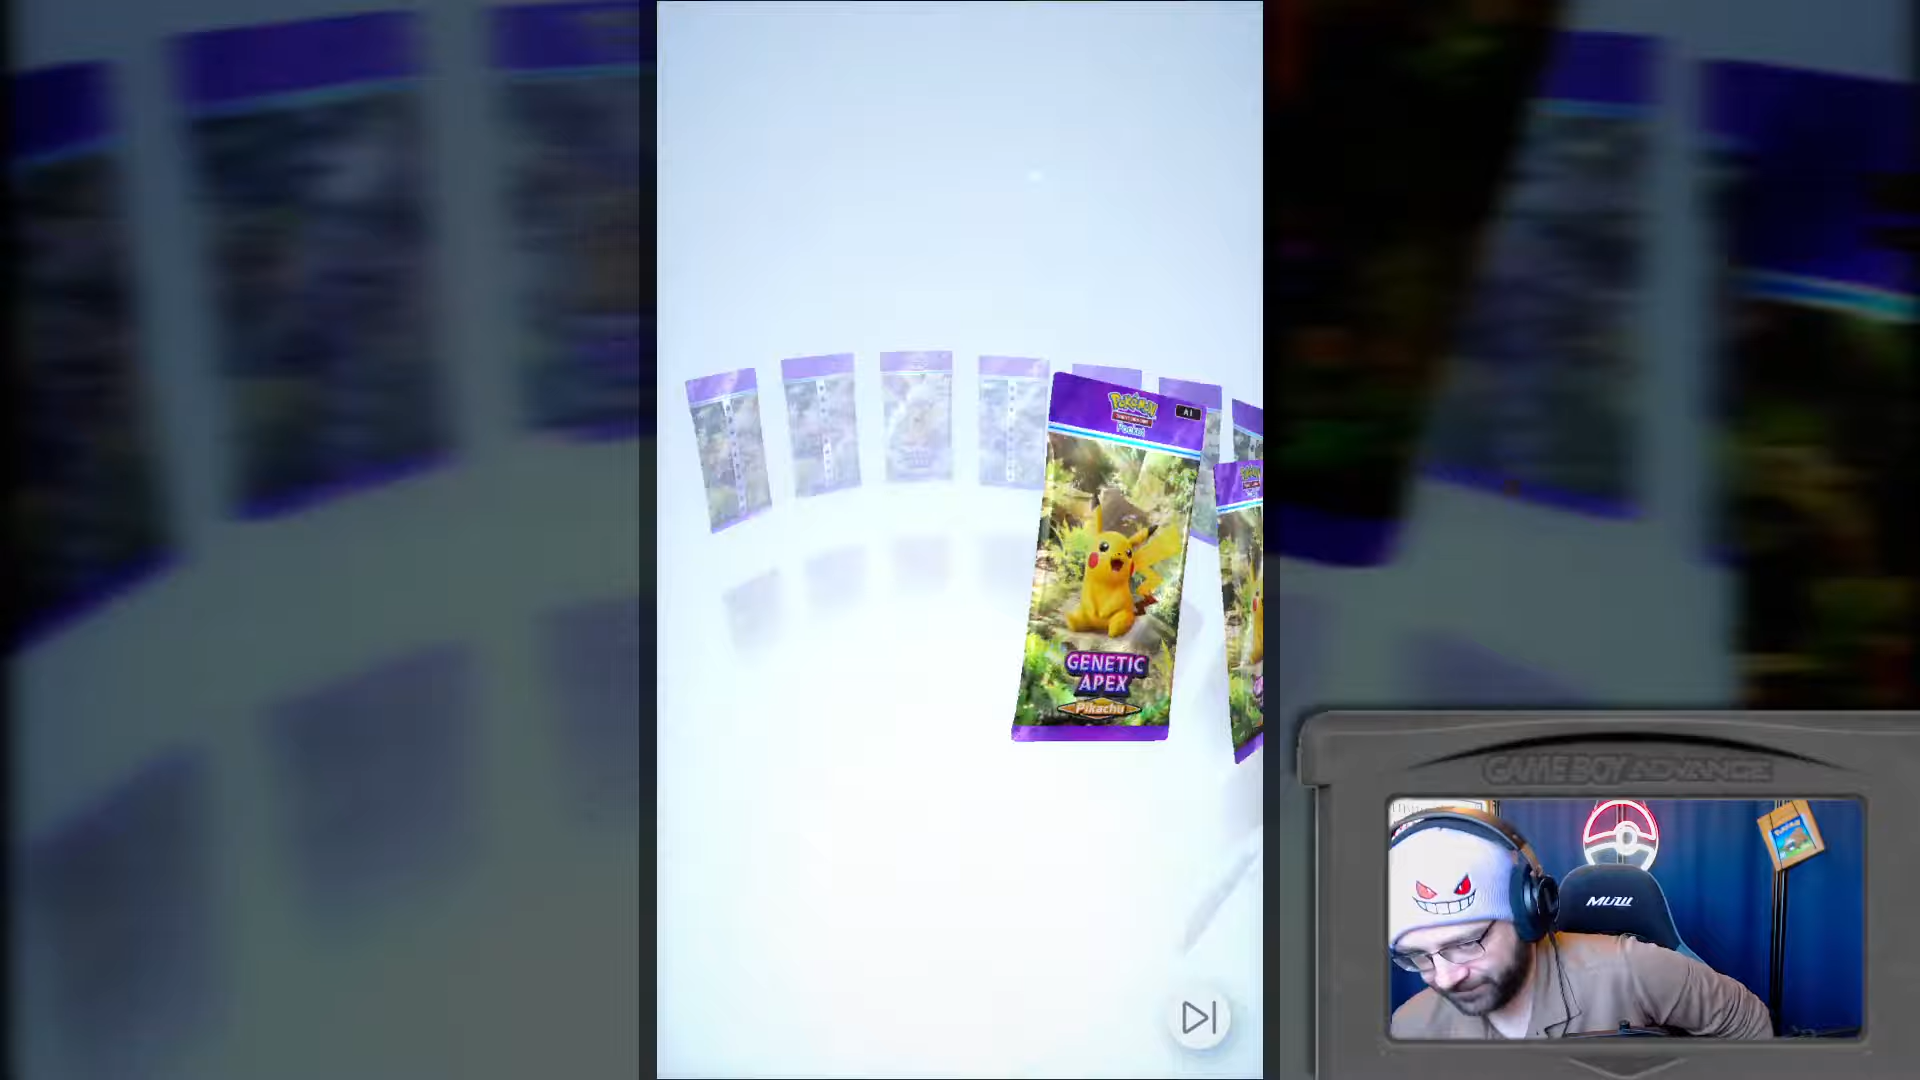 POKéMON
Pocket
A1
GENETIC
APEX
Pikachu
GAME BOY ADVANCE
MUW